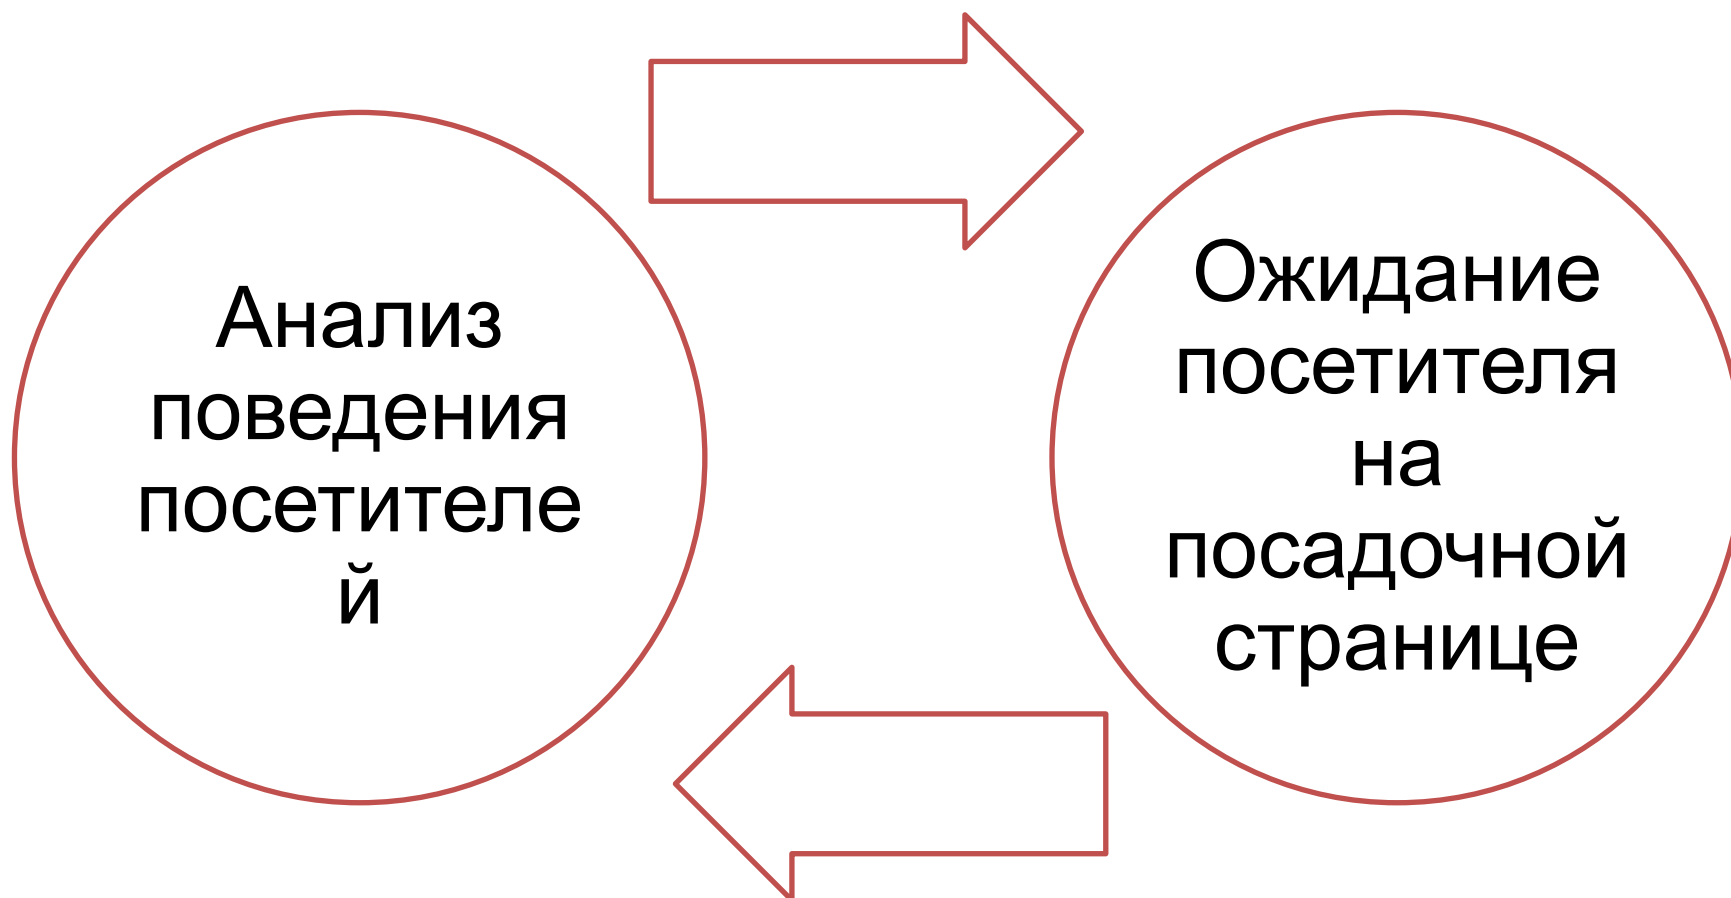 Анализ
поведения
посетителе
й
Ожидание
посетителя
на
посадочной
странице